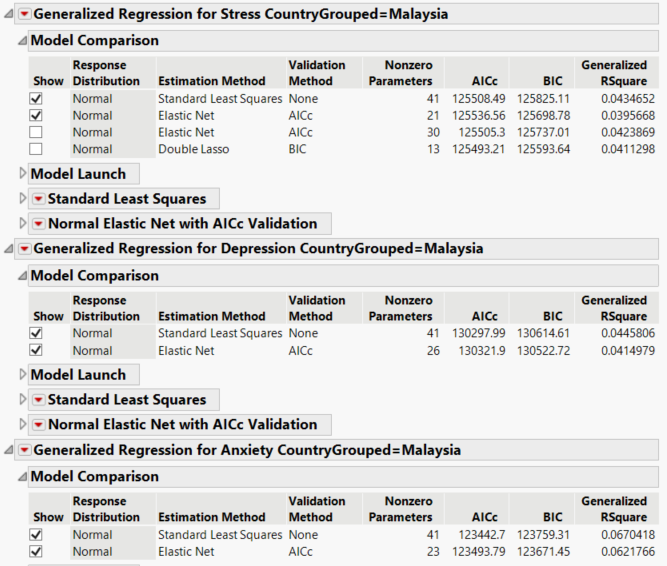 Generalized Regression for Stress CountryGrouped=Malaysia
Model Comparison
Response Validation Nonzero Generalized
Show Distribution Estimation Method Method Parameters AICc BIC RSquare
Normal Standard Least Squares None 41 125508.49 125825.11 0.0434652
Normal Elastic Net AICc 21 125536.56 125698.78 0.0395668
Normal Elastic Net AICc 30 125505.3 125737.01 0.0423869
Normal Double Lasso BIC 13 125493.21 125593.64 0.0411298
Model Launch
Standard Least Squares
Normal Elastic Net with AICc Validation
Generalized Regression for Depression CountryGrouped=Malaysia
Model Comparison
Response Validation Nonzero Generalized
Show Distribution Estimation Method Method Parameters AICc BIC RSquare
Normal Standard Least Squares None 41 130297.99 130614.61 0.0445806
Normal Elastic Net AICc 26 130321.9 130522.72 0.0414979
Model Launch
Standard Least Squares
Normal Elastic Net with AICc Validation
Generalized Regression for Anxiety CountryGrouped=Malaysia
Model Comparison
Response Validation Nonzero Generalized
Show Distribution Estimation Method Method Parameters AICc BIC RSquare
Normal Standard Least Squares None 41 123442.7 123759.31 0.0670418
Normal Elastic Net AICc 23 123493.79 123671.45 0.0621766